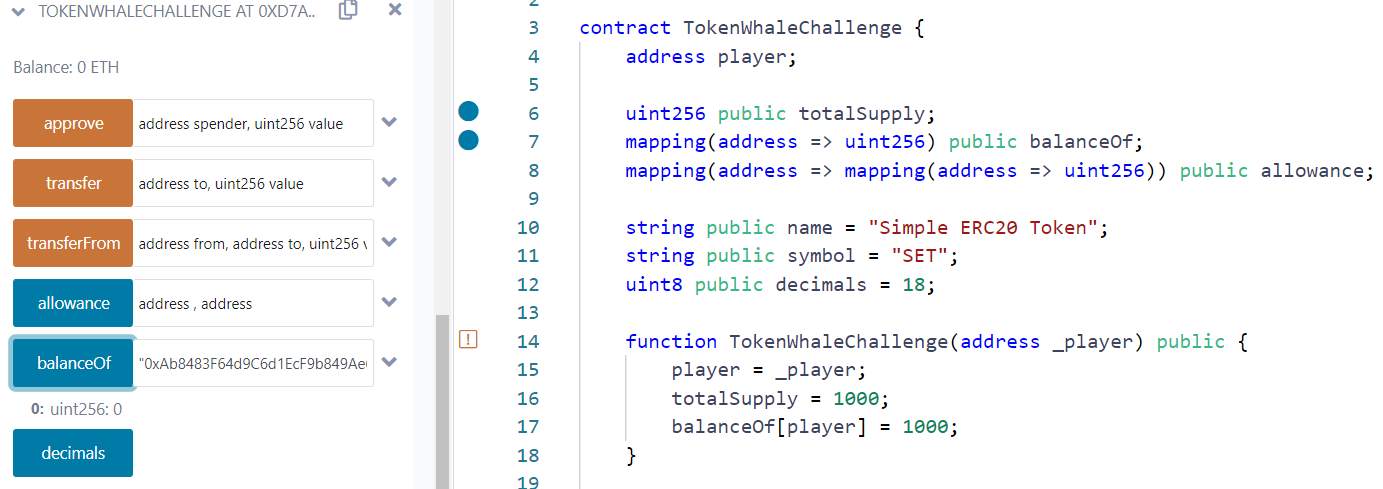 TOKENWHALECHALLENGE AT 0XD7A..
Balance: 0 ETH
approve address spender, uint256 value
transfer address to, uint256 value
transferFrom address from, address to, uint256 v
allowance address , address
balanceOf "0xAb8483F64d9C6d1EcF9b849Ae
0: uint256: 0
decimals
2
3 contract TokenWhaleChallenge {
4 address player;
5
6 uint256 public totalSupply;
7 mapping(address => uint256) public balanceOf;
8 mapping(address => mapping(address => uint256)) public allowance;
9
10 string public name = "Simple ERC20 Token";
11 string public symbol = "SET";
12 uint8 public decimals = 18;
13
14 function TokenWhaleChallenge(address _player) public {
15 player = _player;
16 totalSupply = 1000;
17 balanceOf[player] = 1000;
18 }
19